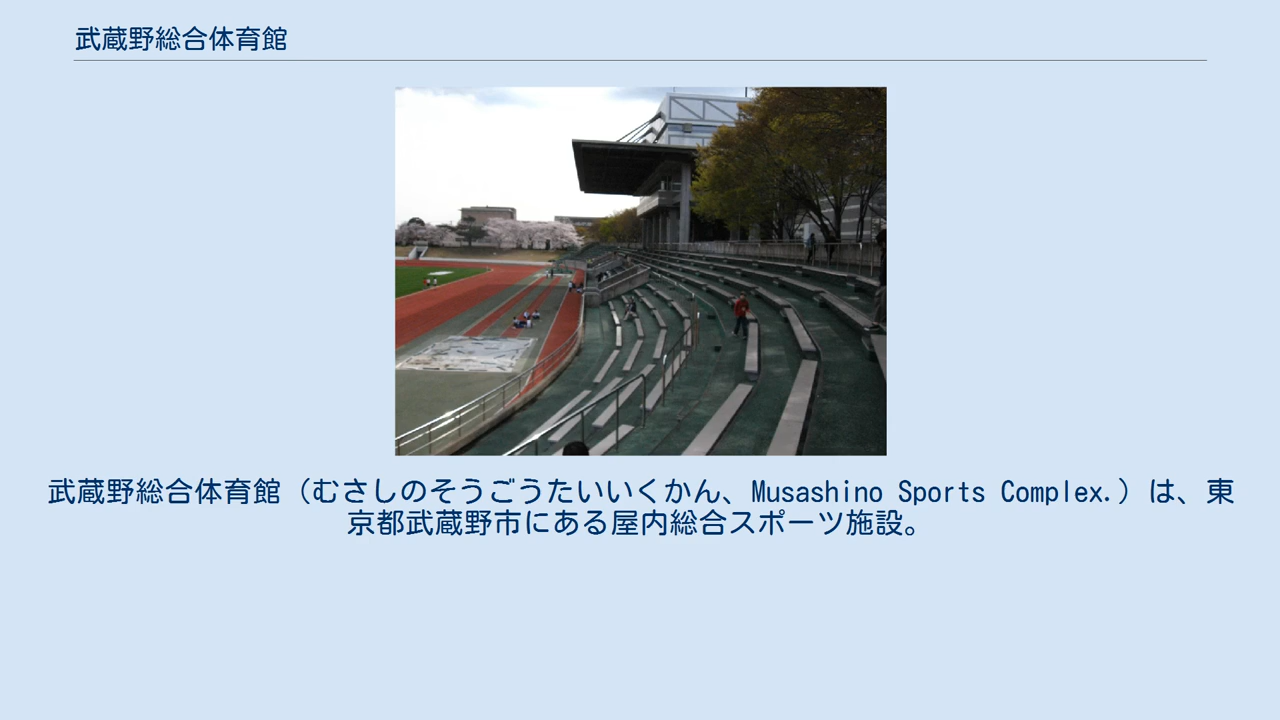 武蔵野総合体育館
武蔵野総合体育館（むさしのそうごうたいいくかん、Musashino Sports Complex.）は、東
京都武蔵野市にある屋内総合スポーツ施設。